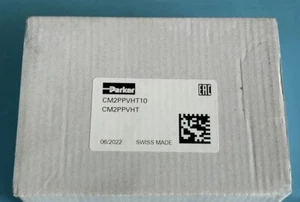 Parker
EAC
CM2PPVHT10
CM2PPVHT
06/2022 SWISS MADE